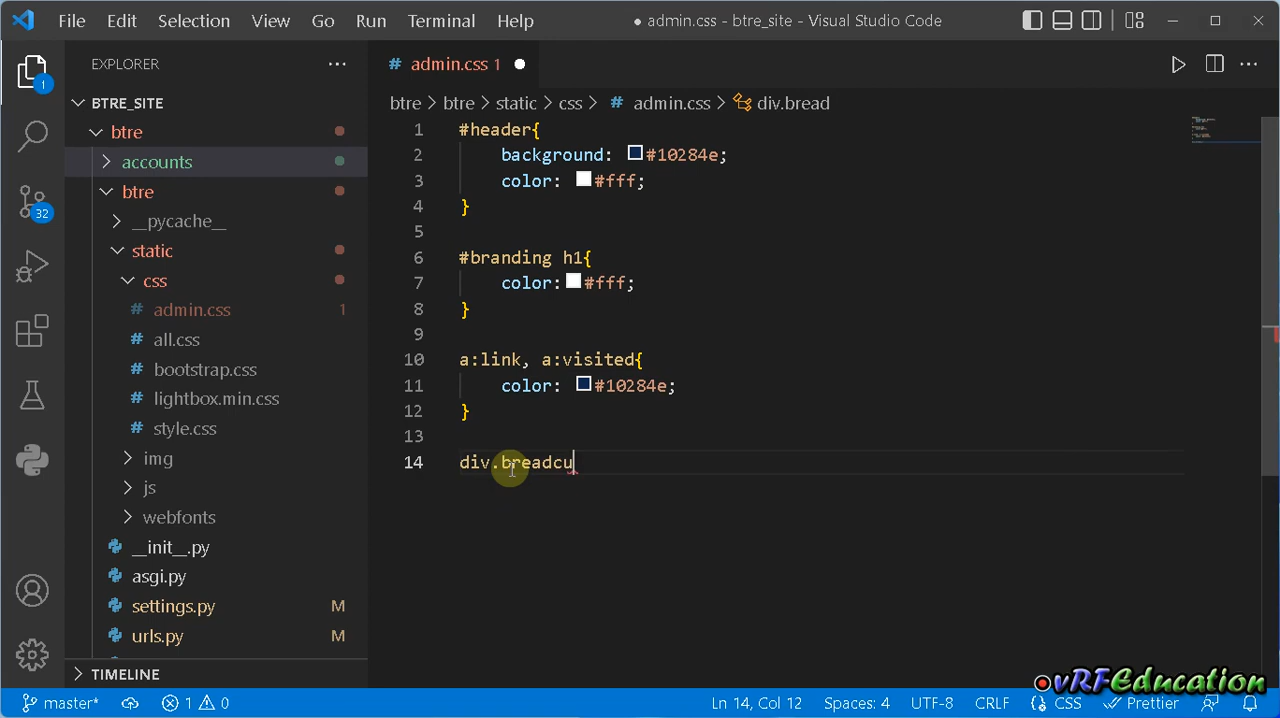 File Edit Selection View Go Run Terminal Help ● admin.css - btre_site - Visual Studio Code
EXPLORER
1
BTRE_SITE
btre
accounts
btre
__pycache__
static
css
admin.css 1
all.css
bootstrap.css
lightbox.min.css
style.css
img
js
webfonts
__init__.py
asgi.py
settings.py M
urls.py M
TIMELINE
32
# admin.css 1
btre > btre > static > css > # admin.css > div.bread
1 #header{
2 background: #10284e;
3 color: #fff;
4 }
5
6 #branding h1{
7 color: #fff;
8 }
9
10 a:link, a:visited{
11 color: #10284e;
12 }
13
14 div.breadcu
vRFEducation
master* 1 0 Ln 14, Col 12 Spaces: 4 UTF-8 CRLF {} CSS Prettier